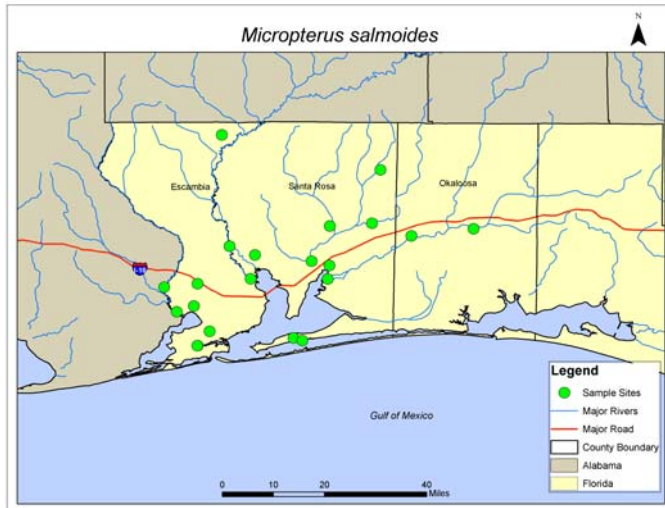 Micropterus salmoides
N
Escambia
Santa Rosa
Okaloosa
I-10
Gulf of Mexico
Legend
Sample Sites
Major Rivers
Major Road
County Boundary
Alabama
Florida
0 10 20 40
Miles